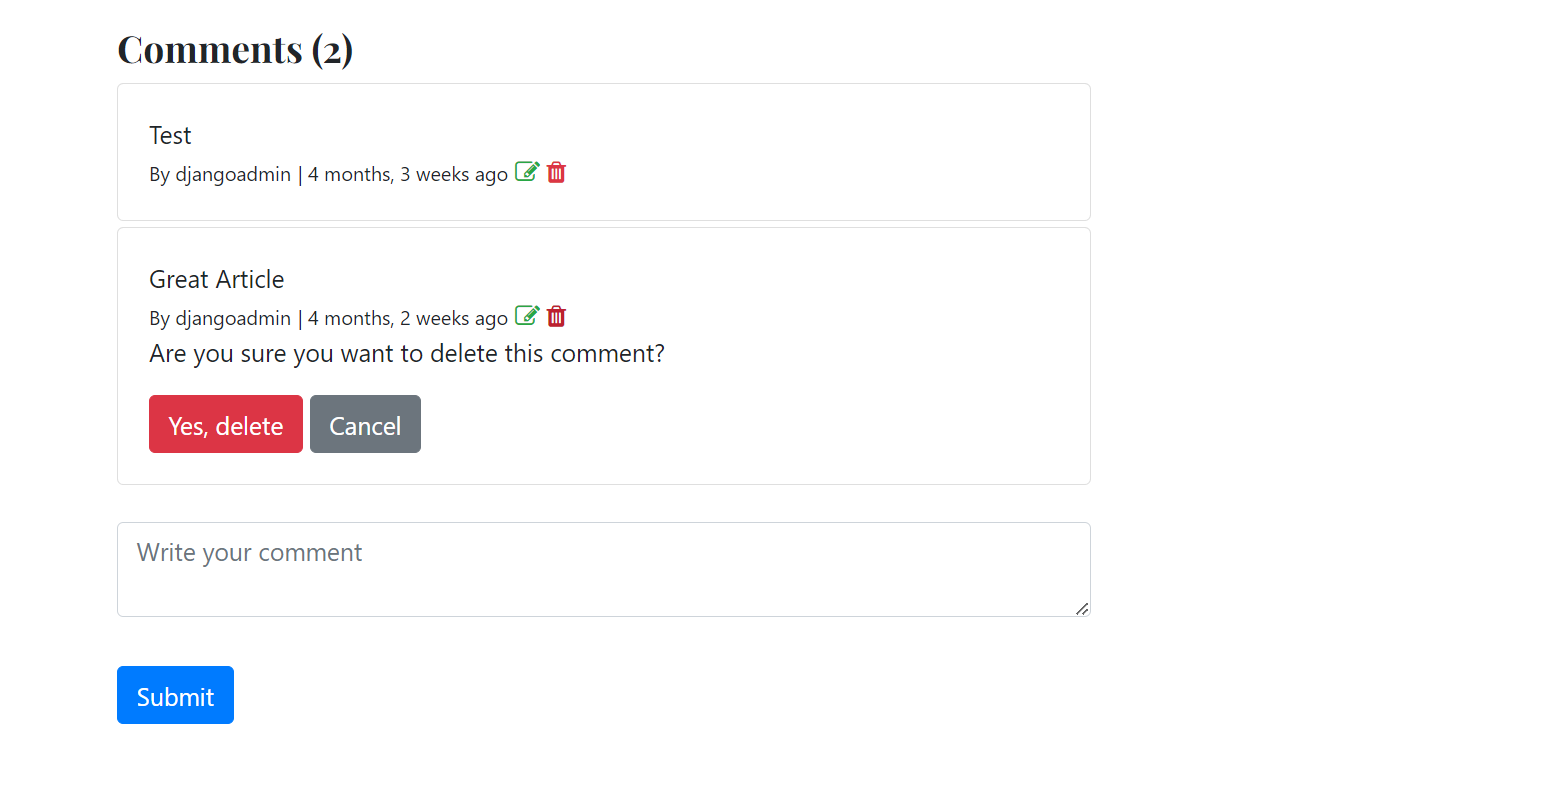 Comments (2)
Test
By djangoadmin | 4 months, 3 weeks ago
Great Article
By djangoadmin | 4 months, 2 weeks ago
Are you sure you want to delete this comment?
Yes, delete Cancel
Write your comment
Submit